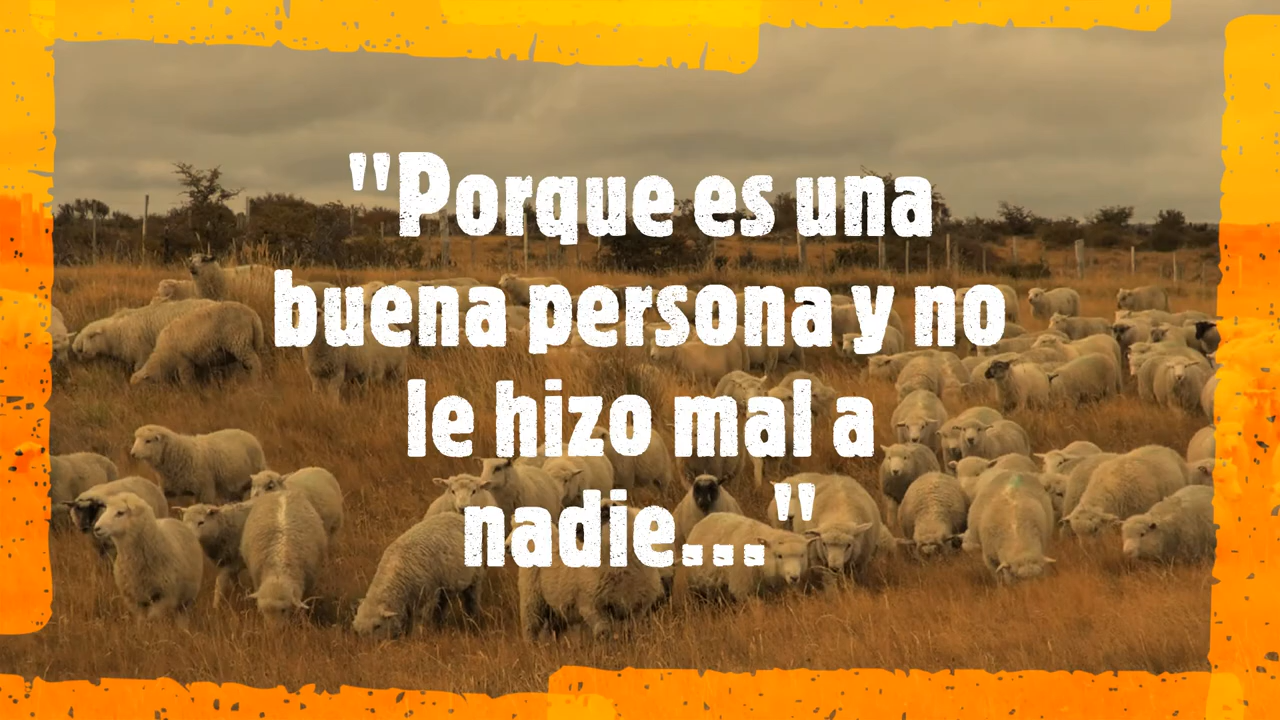 "Porque es una
buena persona y no
le hizo mal a
nadie..."